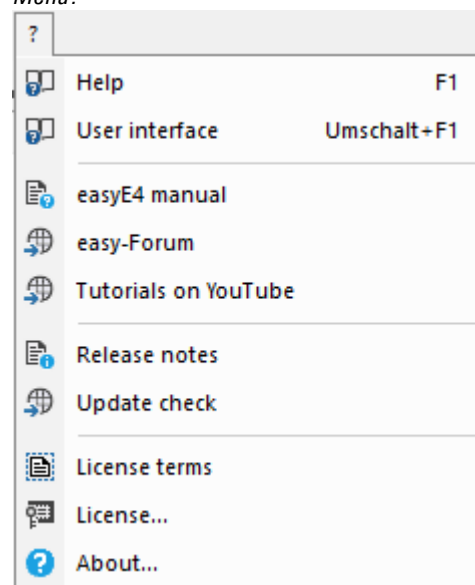 Menu?
?
Help F1
User interface Umschalt+F1
easyE4 manual
easy-Forum
Tutorials on YouTube
Release notes
Update check
License terms
License...
About...